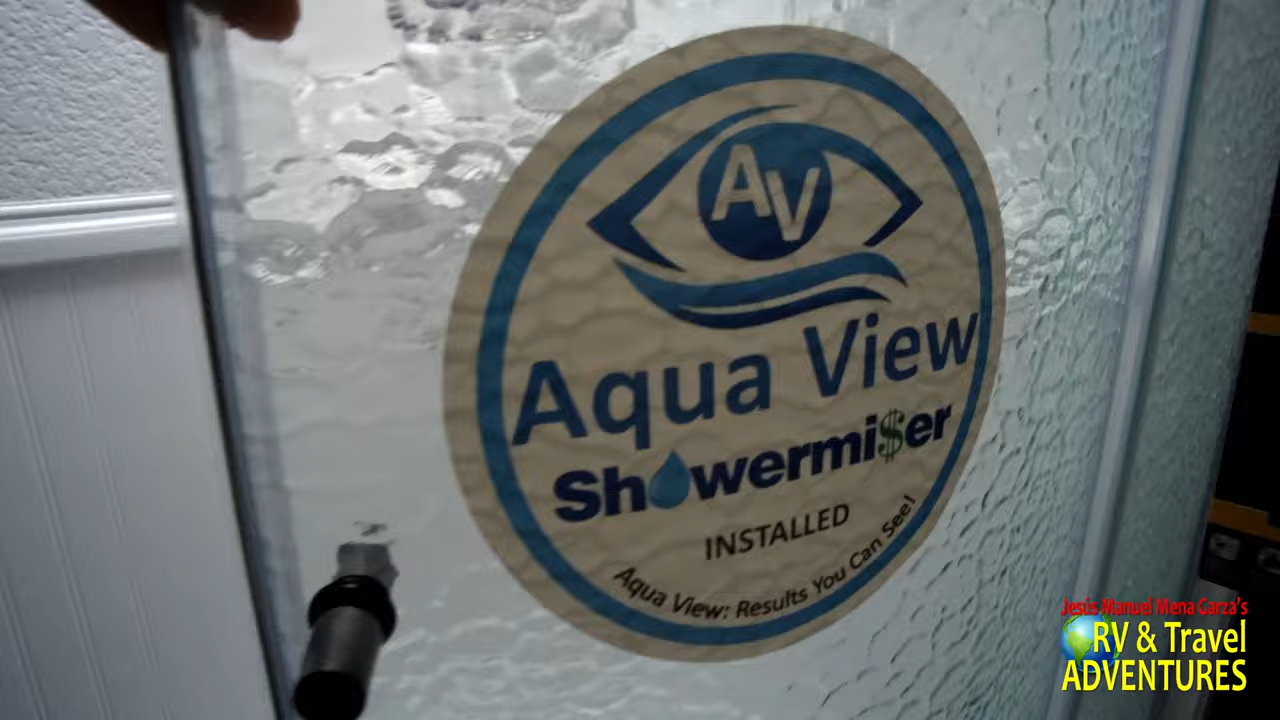 AV
Aqua View
Showermi$er
INSTALLED
Aqua View: Results You Can See!
Jesús Manuel Mena Garza's
RV & Travel
ADVENTURES